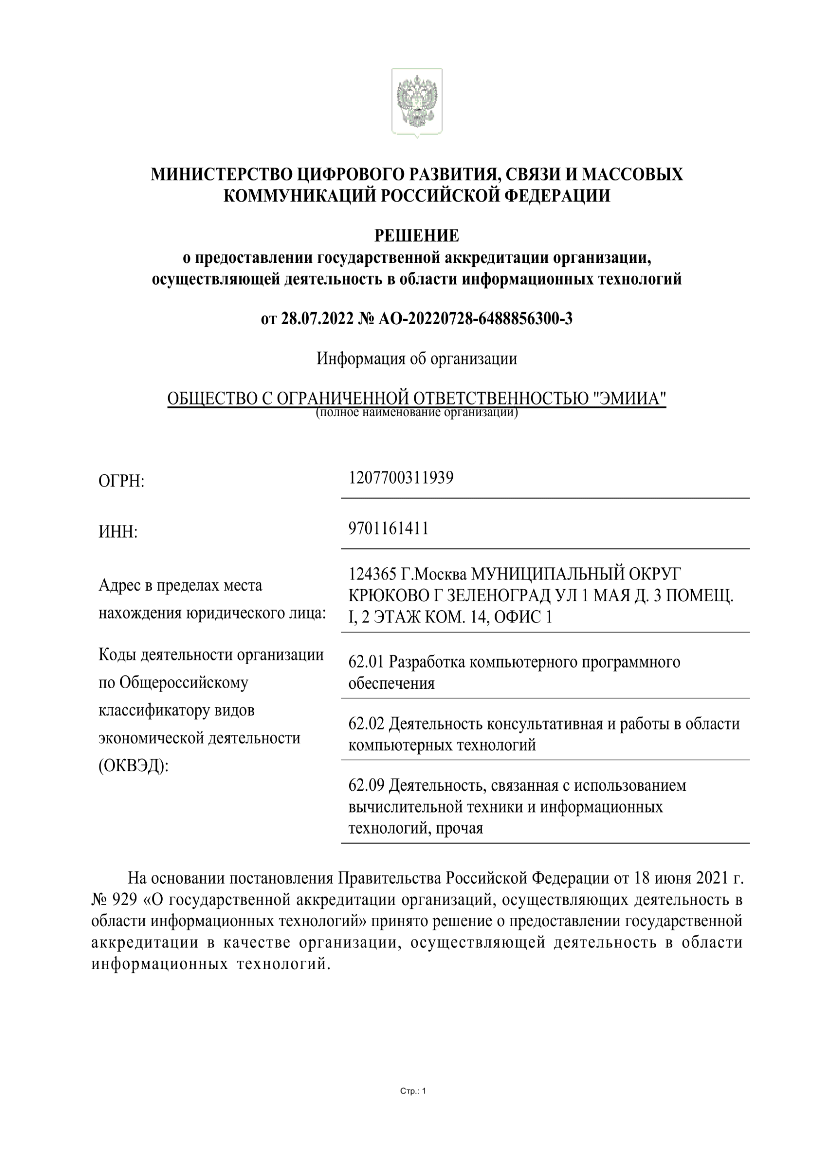 МИНИСТЕРСТВО ЦИФРОВОГО РАЗВИТИЯ, СВЯЗИ И МАССОВЫХ
КОММУНИКАЦИЙ РОССИЙСКОЙ ФЕДЕРАЦИИ
РЕШЕНИЕ
о предоставлении государственной аккредитации организации,
осуществляющей деятельность в области информационных технологий
от 28.07.2022 № АО-20220728-6488856300-3
Информация об организации
ОБЩЕСТВО С ОГРАНИЧЕННОЙ ОТВЕТСТВЕННОСТЬЮ "ЭМИИА"
(полное наименование организации)
ОГРН:
1207700311939
ИНН:
9701161411
Адрес в пределах места
нахождения юридического лица:
124365 Г.Москва МУНИЦИПАЛЬНЫЙ ОКРУГ
КРЮКОВО Г ЗЕЛЕНОГРАД УЛ 1 МАЯ Д. 3 ПОМЕЩ.
I, 2 ЭТАЖ КОМ. 14, ОФИС 1
Коды деятельности организации
по Общероссийскому
классификатору видов
экономической деятельности
(ОКВЭД):
62.01 Разработка компьютерного программного
обеспечения
62.02 Деятельность консультативная и работы в области
компьютерных технологий
62.09 Деятельность, связанная с использованием
вычислительной техники и информационных
технологий, прочая
На основании постановления Правительства Российской Федерации от 18 июня 2021 г.
№ 929 «О государственной аккредитации организаций, осуществляющих деятельность в
области информационных технологий» принято решение о предоставлении государственной
аккредитации в качестве организации, осуществляющей деятельность в области
информационных технологий.
Стр.: 1